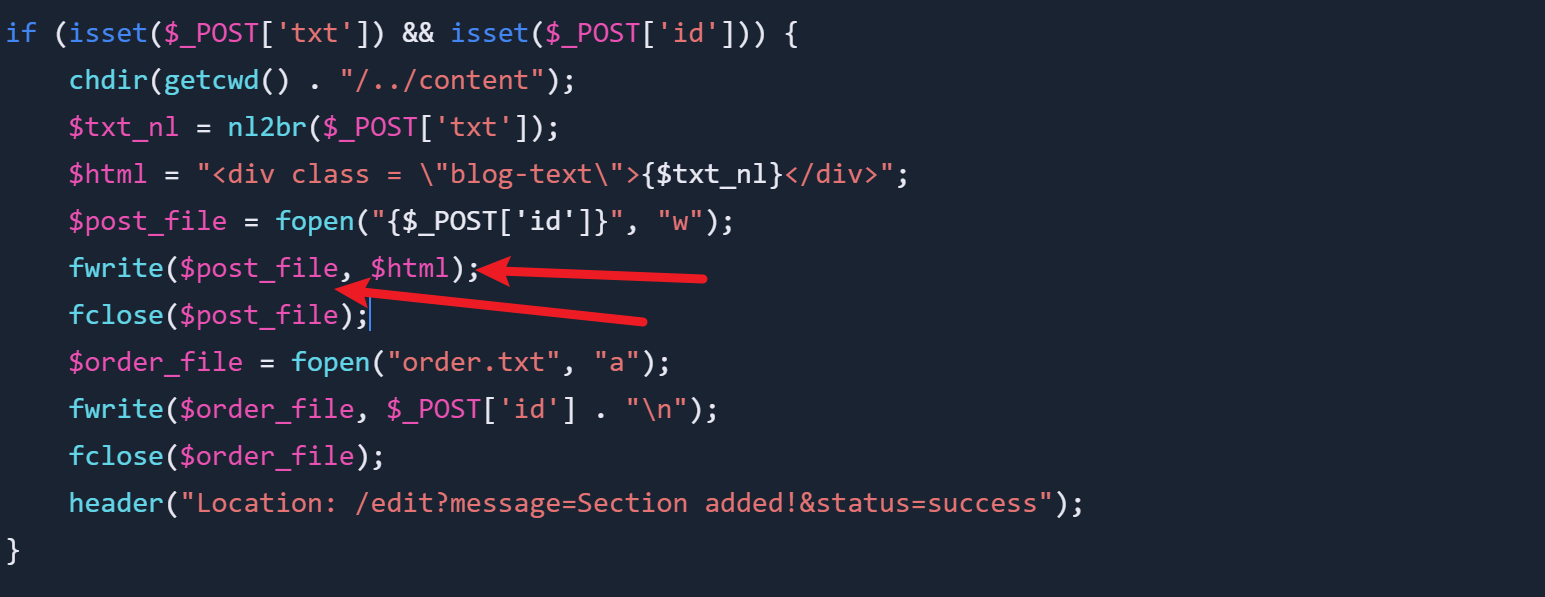 if (isset($_POST['txt']) && isset($_POST['id'])) {
    chdir(getcwd() . "/../content");
    $txt_nl = nl2br($_POST['txt']);
    $html = "<div class = \"blog-text\">{$txt_nl}</div>";
    $post_file = fopen("{$_POST['id']}", "w");
    fwrite($post_file, $html);
    fclose($post_file);
    $order_file = fopen("order.txt", "a");
    fwrite($order_file, $_POST['id'] . "\n");
    fclose($order_file);
    header("Location: /edit?message=Section added!&status=success");
}